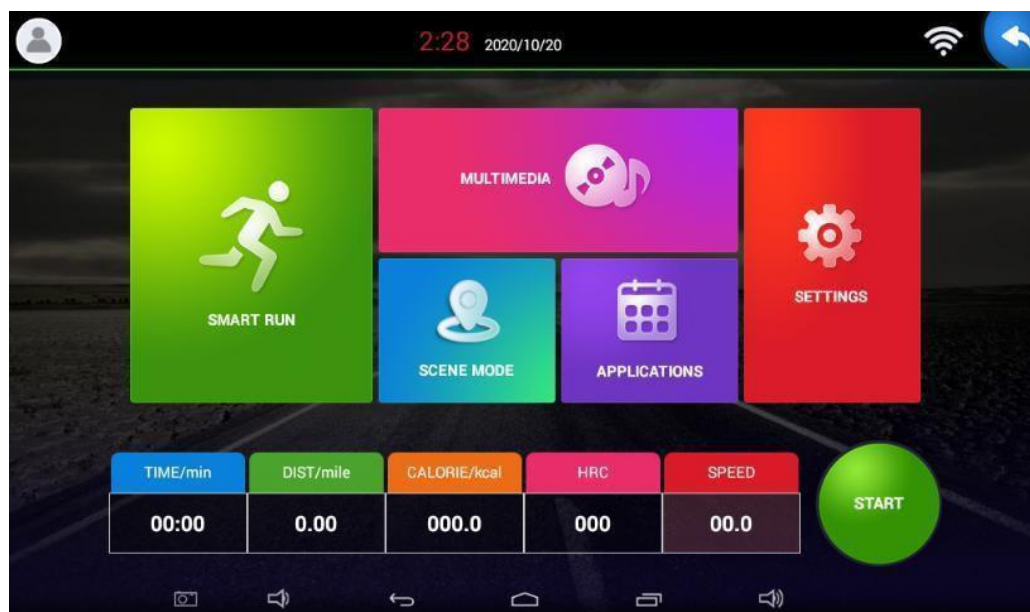 2:28 2020/10/20
MULTIMEDIA
SMART RUN
SCENE MODE
APPLICATIONS
SETTINGS
TIME/min DIST/mile CALORIE/kcal HRC SPEED
00:00 0.00 000.0 000 00.0
START